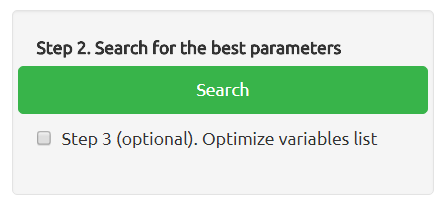 Step 2. Search for the best parameters
Search
Step 3 (optional). Optimize variables list